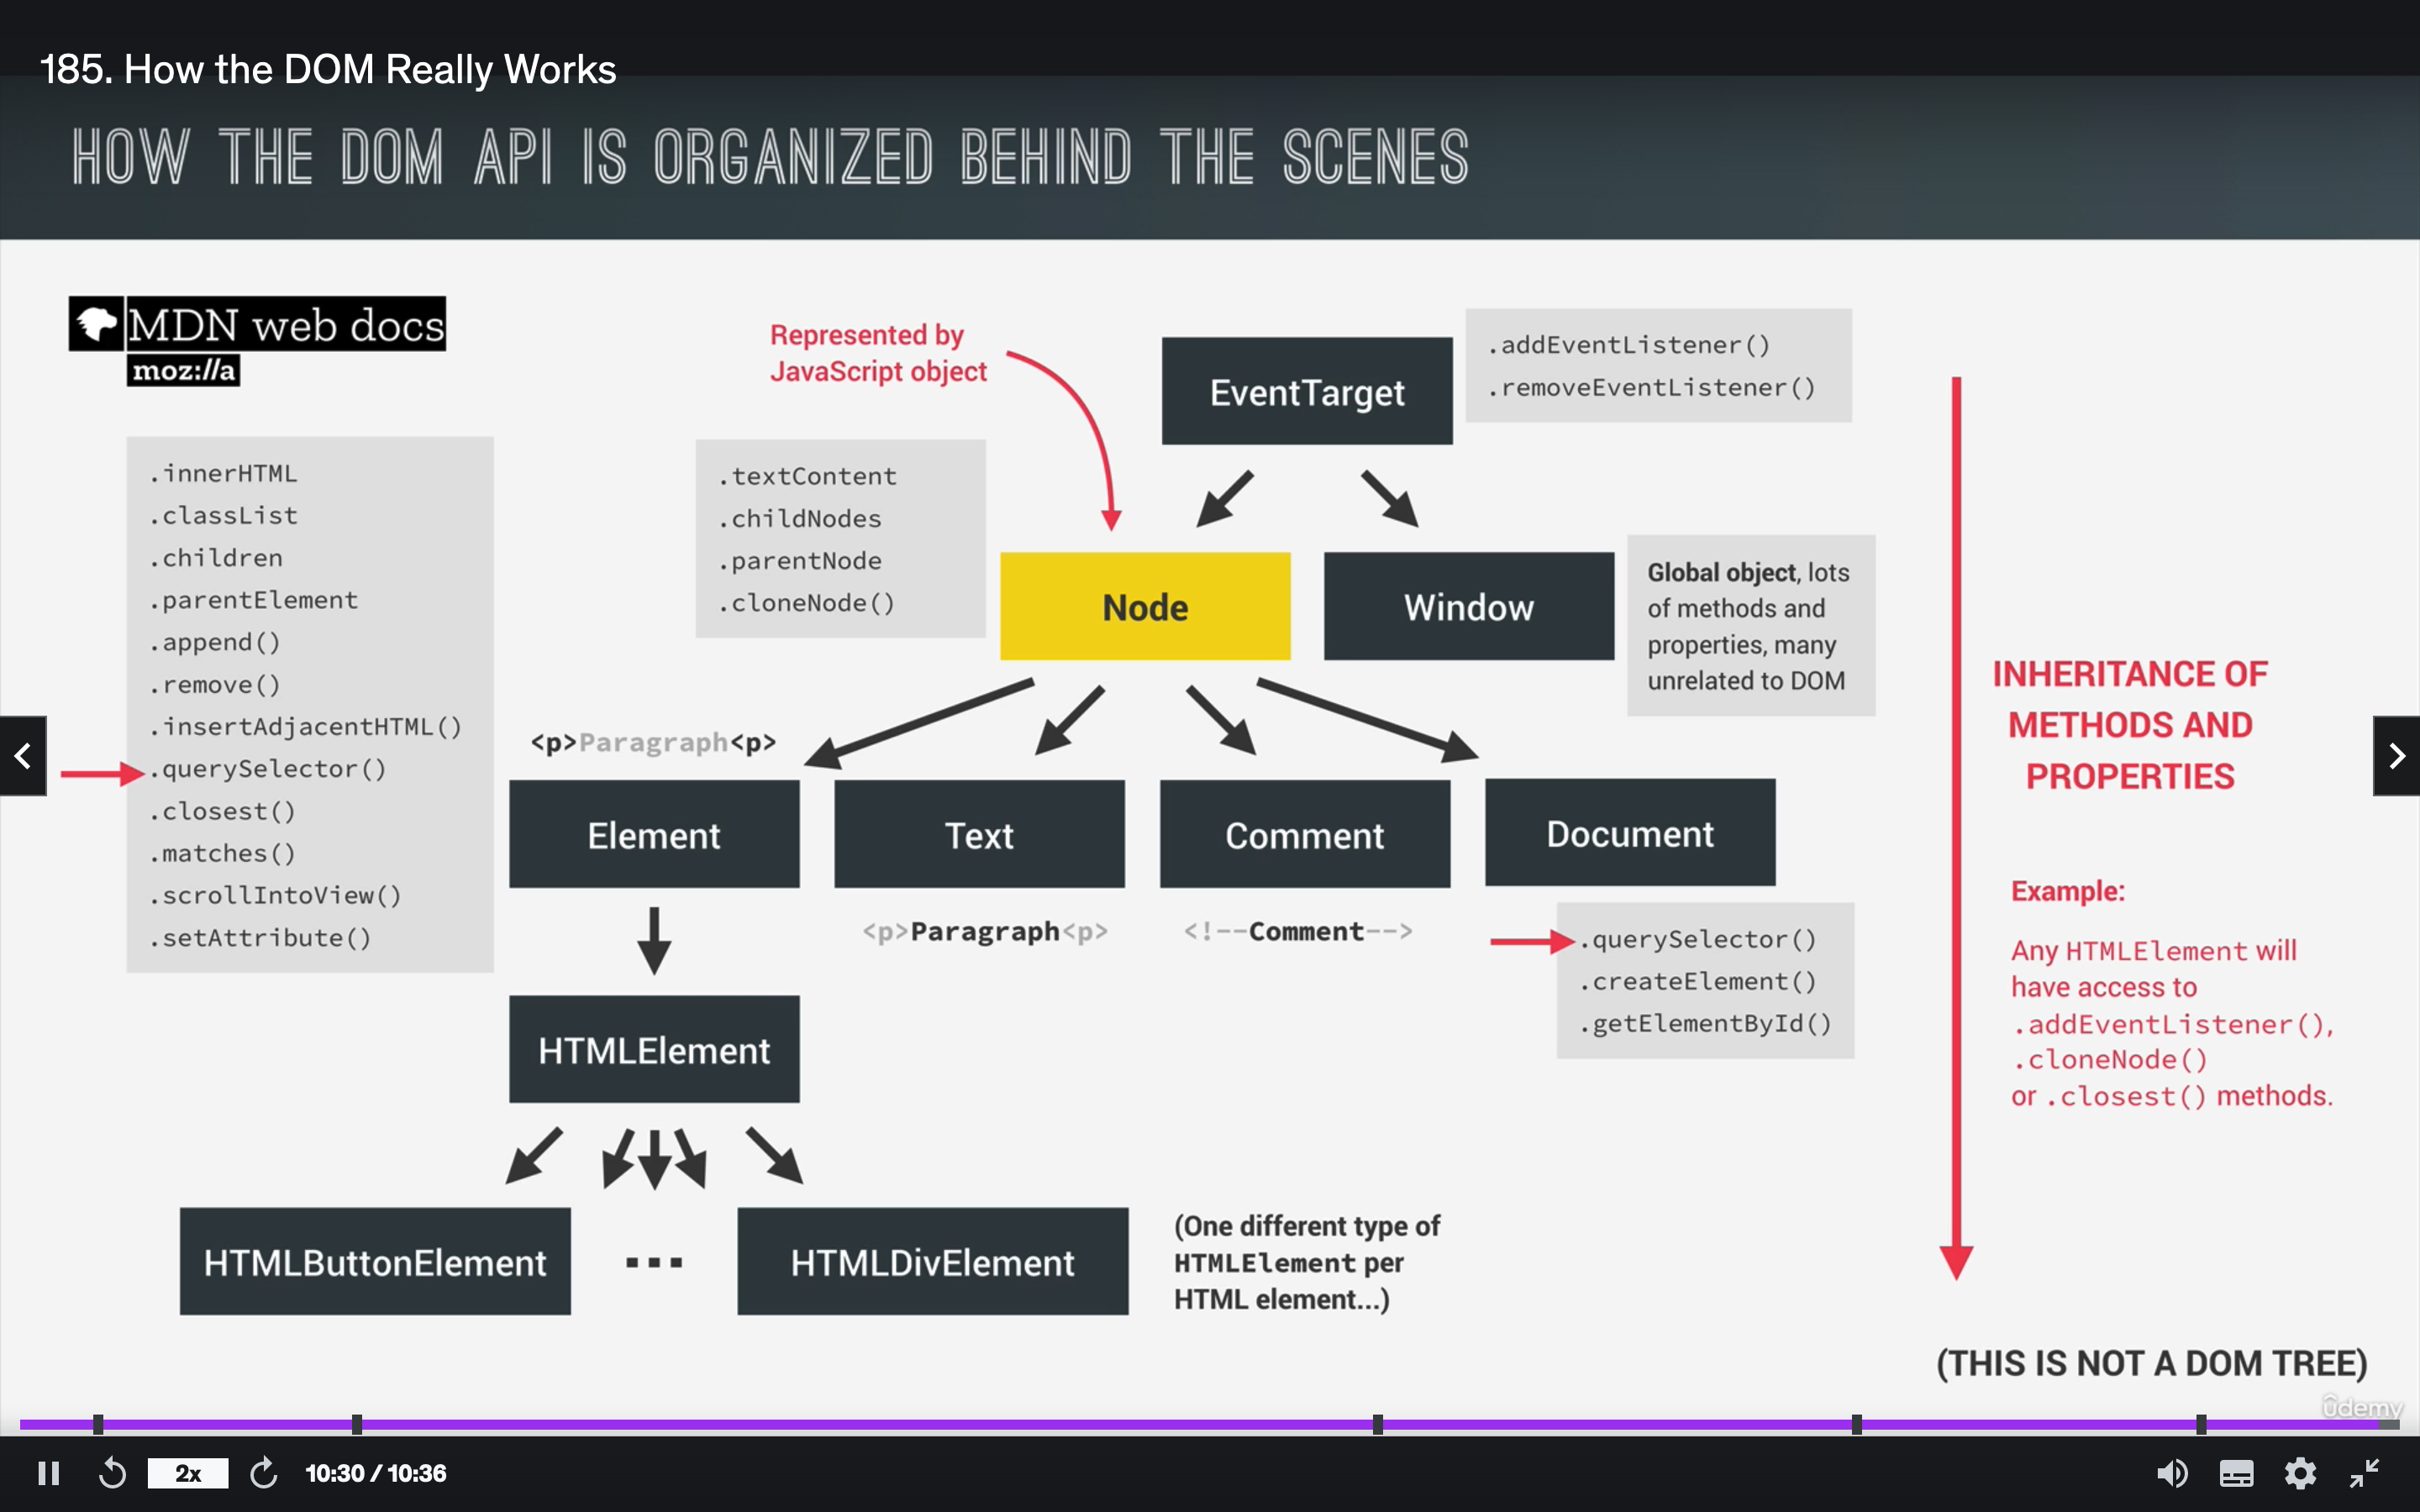 185. How the DOM Really Works
HOW THE DOM API IS ORGANIZED BEHIND THE SCENES
MDN web docs
moz://a
Represented by
JavaScript object
EventTarget
.addEventListener()
.removeEventListener()
.innerHTML
.classList
.children
.parentElement
.append()
.remove()
.insertAdjacentHTML()
.querySelector()
.closest()
.matches()
.scrollIntoView()
.setAttribute()
.textContent
.childNodes
.parentNode
.cloneNode()
Node
Window
Global object, lots
of methods and
properties, many
unrelated to DOM
INHERITANCE OF
METHODS AND
PROPERTIES
<p>Paragraph<p>
Element
Text
Comment
Document
<p>Paragraph<p>
<!--Comment-->
.querySelector()
.createElement()
.getElementById()
Example:
Any HTMLElement will
have access to
.addEventListener(),
.cloneNode()
or .closest() methods.
HTMLElement
HTMLButtonElement
...
HTMLDivElement
(One different type of
HTMLElement per
HTML element...)
(THIS IS NOT A DOM TREE)
ûdemy
2x
10:30 / 10:36